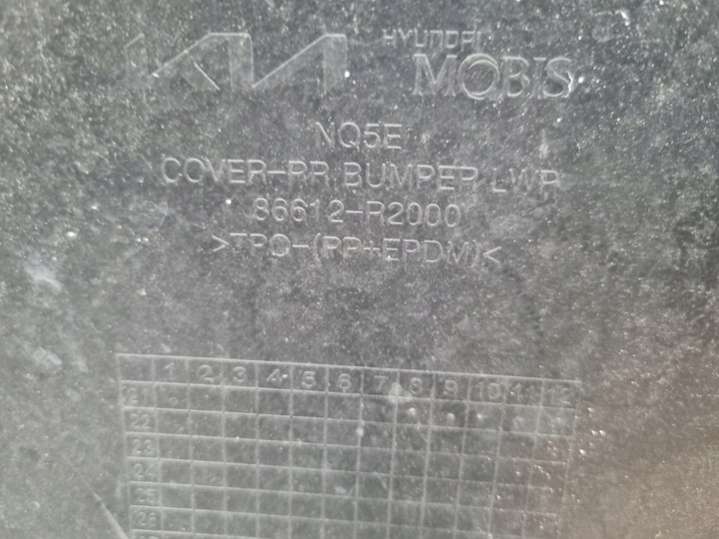 KIA HYUNDAI
MOBIS
NQ5E
COVER-RR BUMPER LWR
86612-R2000
>TPO-(PP+EPDM)<
1 2 3 4 5 6 7 8 9 10 11 12
21
22
23
24
25
26